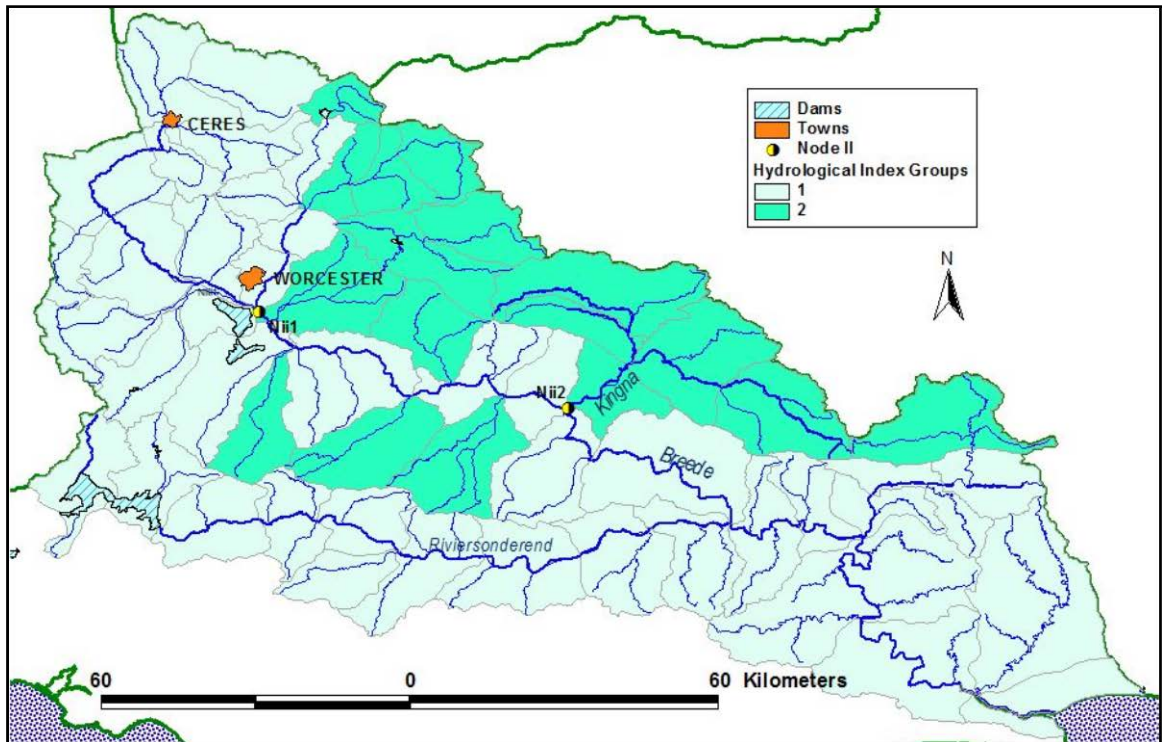 Dams
Towns
Node II
Hydrological Index Groups
1
2
CERES
N
WORCESTER
Nii1
Nii2
Kingna
Breede
Riviersonderend
60 0 60 Kilometers